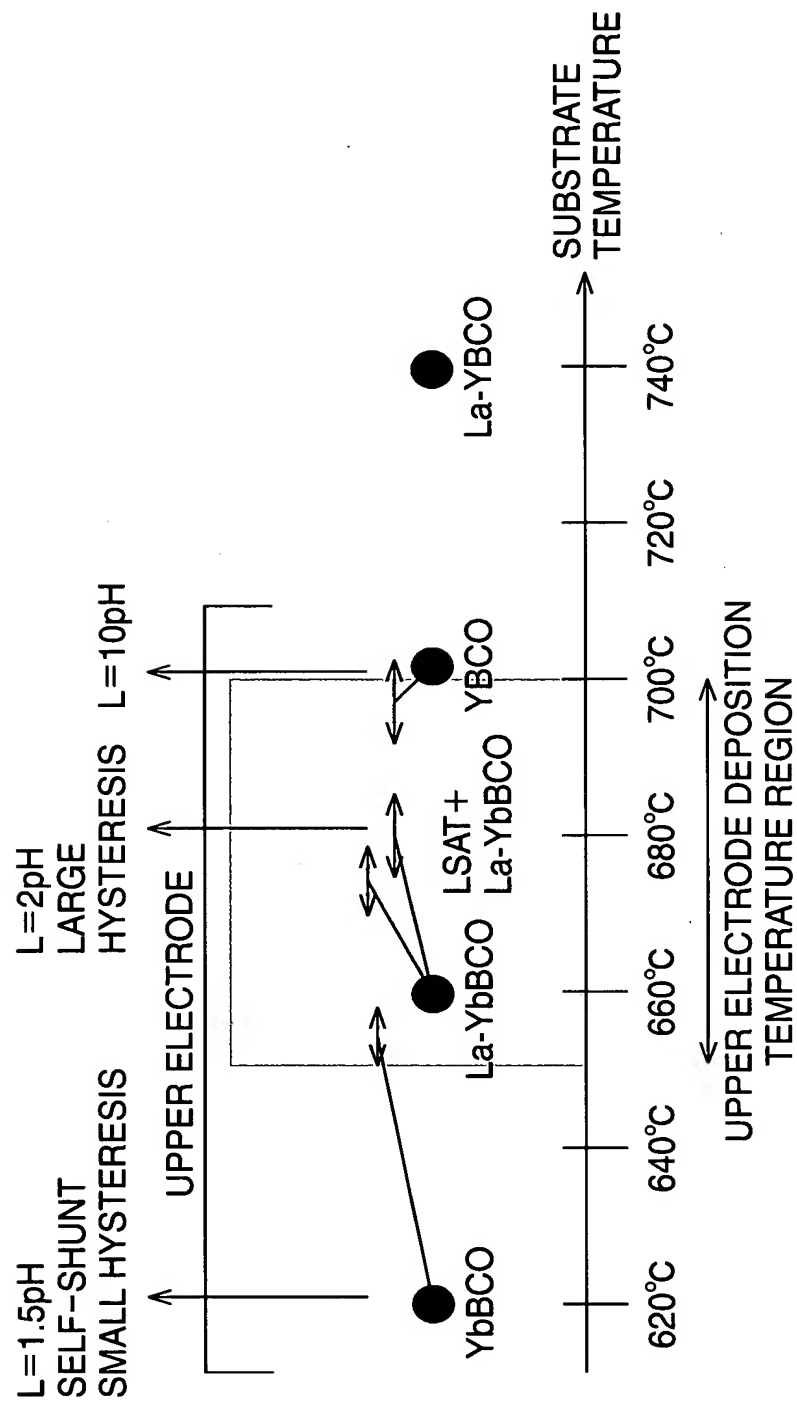 L=1.5pH
SELF-SHUNT
SMALL HYSTERESIS
L=2pH
LARGE
HYSTERESIS
L=10pH
UPPER ELECTRODE
YbBCO
La-YbBCO
LSAT+
La-YbBCO
YBCO
La-YBCO
SUBSTRATE
TEMPERATURE
620°C
640°C
660°C
680°C
700°C
720°C
740°C
UPPER ELECTRODE DEPOSITION
TEMPERATURE REGION